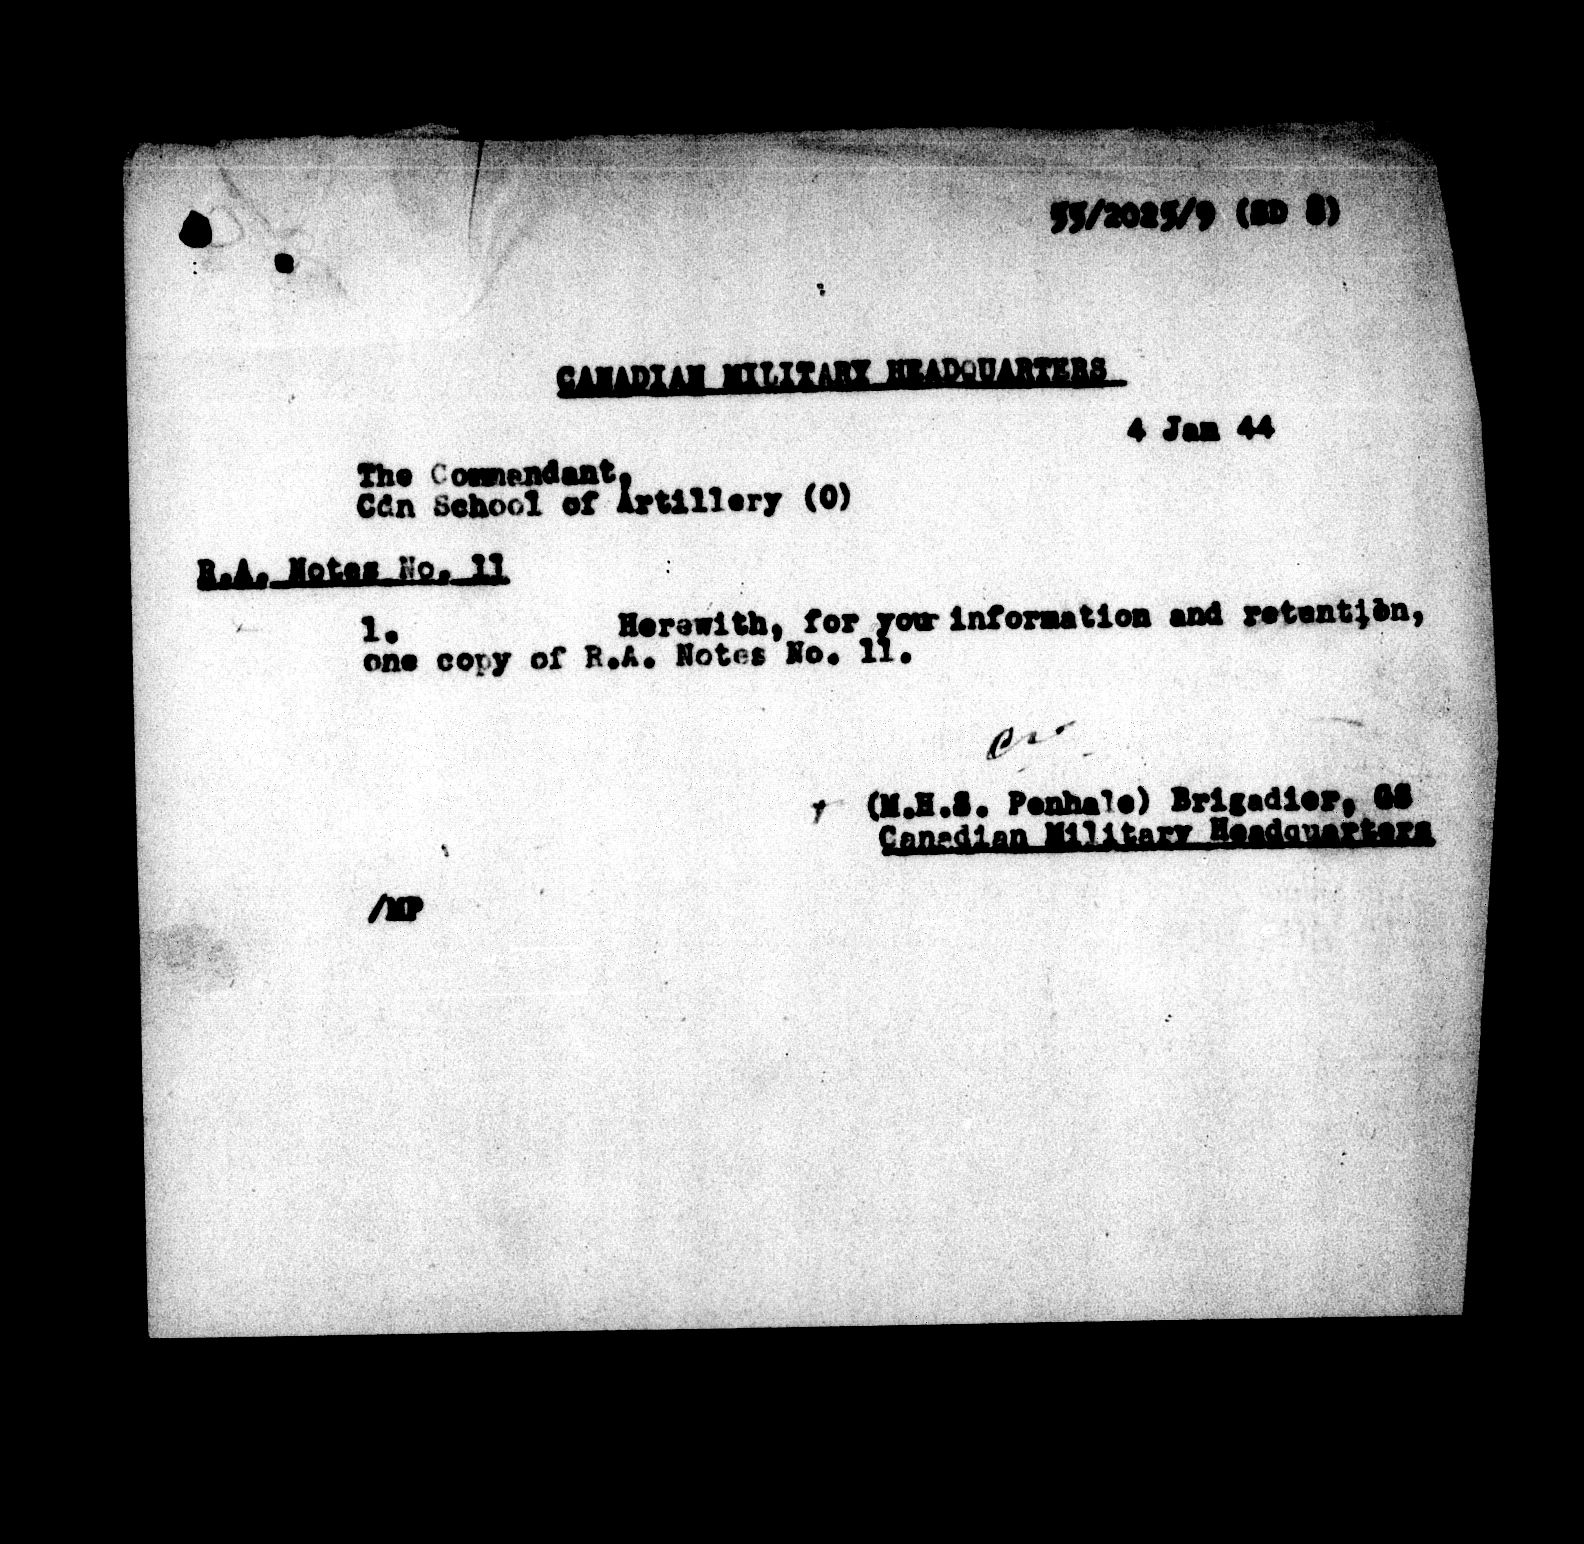 55/2025/9 (SD 8)
CANADIAN MILITARY HEADQUARTERS
4 Jan 44
The Commandant,
Cdn School of Artillery (O)
R.A. Notes No. 11
1. Herewith, for your information and retention,
one copy of R.A. Notes No. 11.
(M.H.S. Penhale) Brigadier, GS
Canadian Military Headquarters
/MP